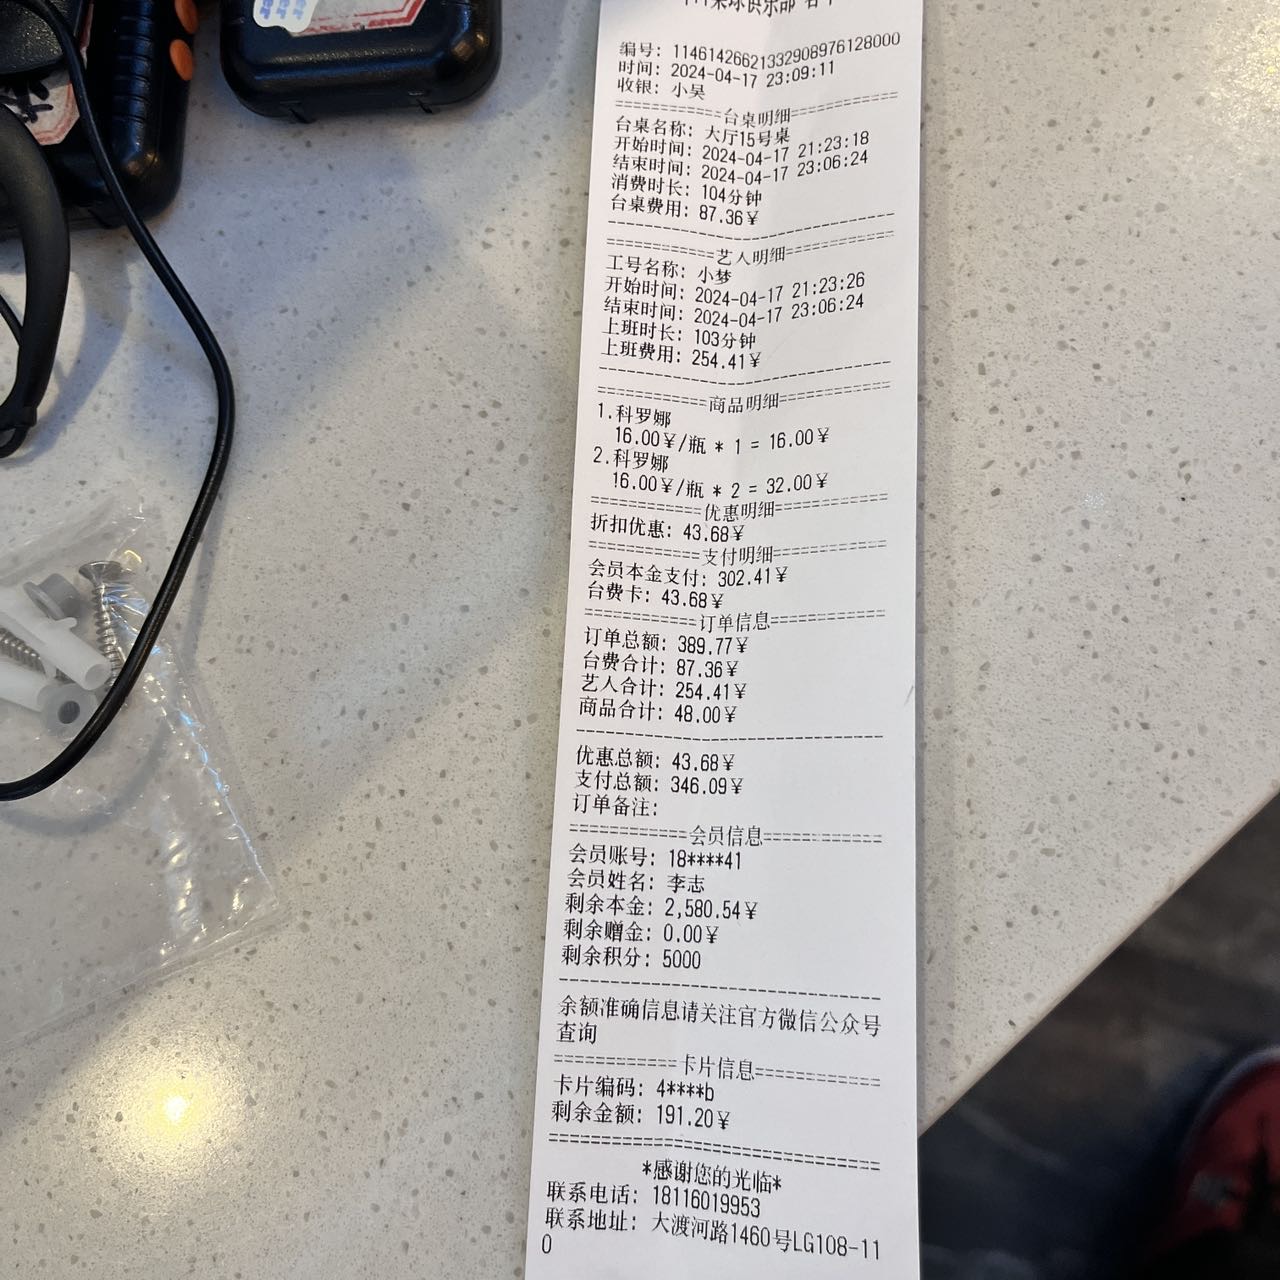 桌球俱乐部
编号: 1146142662133290897612800​0
时间: 2024-04-17 23:09:11
收银: 小吴
===========台桌明细===========
台桌名称: 大厅15号桌
开始时间: 2024-04-17 21:23:18
结束时间: 2024-04-17 23:06:24
消费时长: 104分钟
台桌费用: 87.36¥
===========艺人明细===========
工号名称: 小梦
开始时间: 2024-04-17 21:23:26
结束时间: 2024-04-17 23:06:24
上班时长: 103分钟
上班费用: 254.41¥
===========商品明细===========
1.科罗娜
16.00¥/瓶 * 1 = 16.00¥
2.科罗娜
16.00¥/瓶 * 2 = 32.00¥
===========优惠明细===========
折扣优惠: 43.68¥
===========支付明细===========
会员本金支付: 302.41¥
台费卡: 43.68¥
===========订单信息===========
订单总额: 389.77¥
台费合计: 87.36¥
艺人合计: 254.41¥
商品合计: 48.00¥
优惠总额: 43.68¥
支付总额: 346.09¥
订单备注:
===========会员信息===========
会员账号: 18****41
会员姓名: 李志
剩余本金: 2,580.54¥
剩余赠金: 0.00¥
剩余积分: 5000
余额准确信息请关注官方微信公众号
查询
===========卡片信息===========
卡片编码: 4****b
剩余金额: 191.20¥
*感谢您的光临*
联系电话: 18116019953
联系地址: 大渡河路1460号LG108-11
0